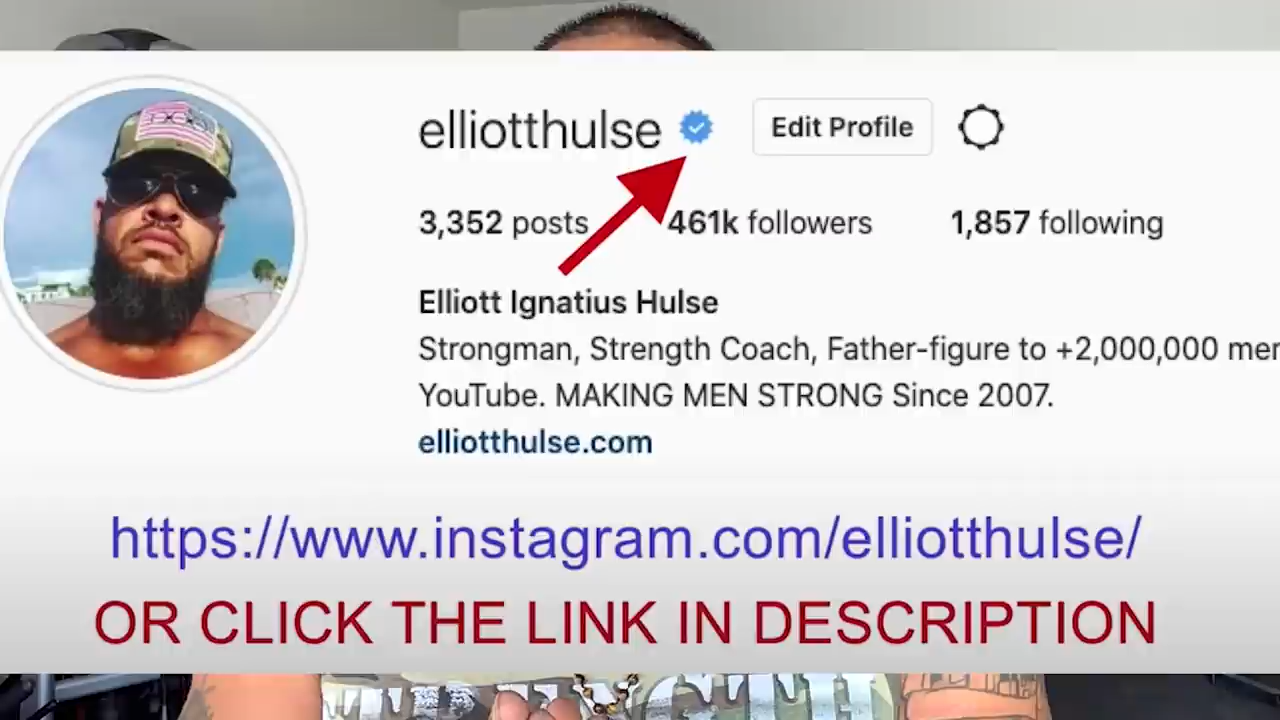 elliotthulse Edit Profile
3,352 posts 461k followers 1,857 following
Elliott Ignatius Hulse
Strongman, Strength Coach, Father-figure to +2,000,000 men
YouTube. MAKING MEN STRONG Since 2007.
elliotthulse.com
https://www.instagram.com/elliotthulse/
OR CLICK THE LINK IN DESCRIPTION